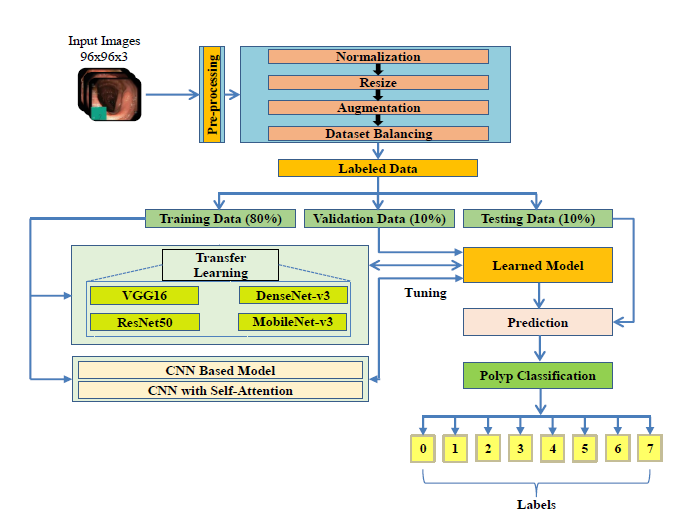 Input Images
96x96x3
Pre-processing
Normalization
Resize
Augmentation
Dataset Balancing
Labeled Data
Training Data (80%)
Validation Data (10%)
Testing Data (10%)
Transfer
Learning
VGG16
DenseNet-v3
ResNet50
MobileNet-v3
CNN Based Model
CNN with Self-Attention
Tuning
Learned Model
Prediction
Polyp Classification
0 1 2 3 4 5 6 7
Labels